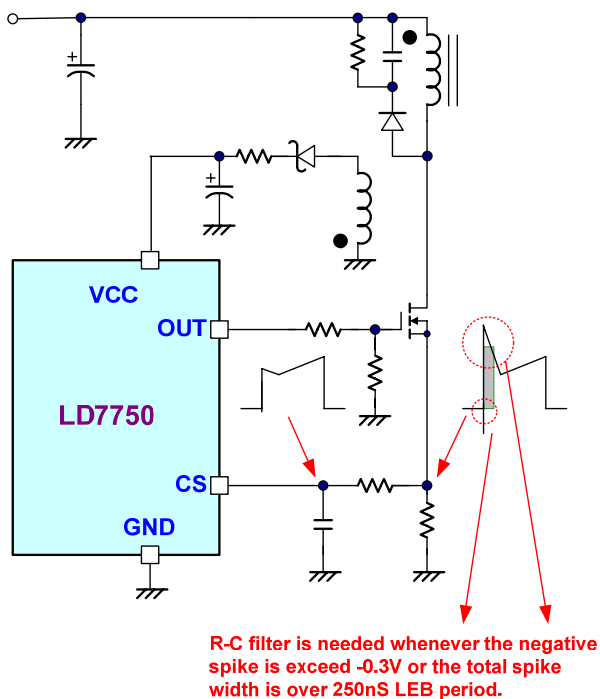 VCC
OUT
LD7750
CS
GND
R-C filter is needed whenever the negative
spike is exceed -0.3V or the total spike
width is over 250nS LEB period.